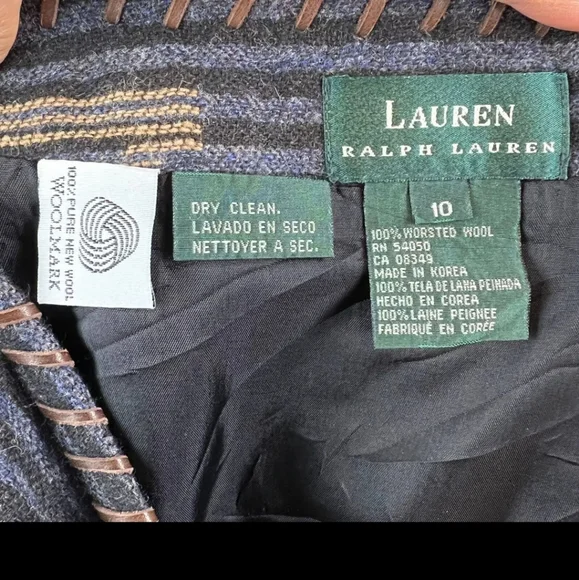 LAUREN
RALPH LAUREN
10
100% WORSTED WOOL
RN 54050
CA 08349
MADE IN KOREA
100% TELA DE LANA PEINADA
HECHO EN COREA
100% LAINE PEIGNEE
FABRIQUÉ EN CORÉE
DRY CLEAN.
LAVADO EN SECO
NETTOYER A SEC.
100% PURE NEW WOOL
WOOLMARK